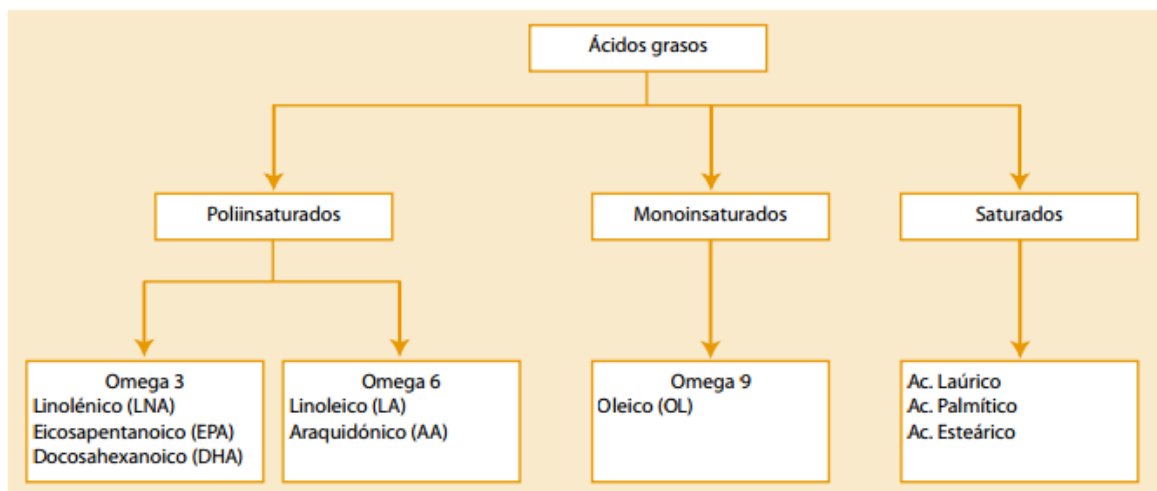 Ácidos grasos
Poliinsaturados
Monoinsaturados
Saturados
Omega 3
Linolénico (LNA)
Eicosapentanoico (EPA)
Docosahexanoico (DHA)
Omega 6
Linoleico (LA)
Araquidónico (AA)
Omega 9
Oleico (OL)
Ac. Laúrico
Ac. Palmítico
Ac. Esteárico